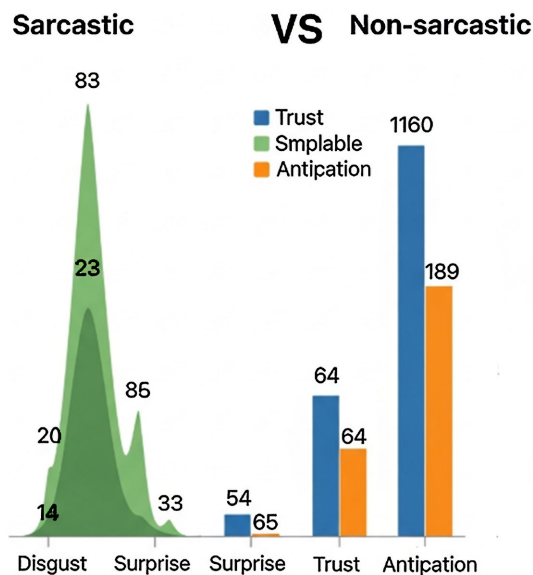 Sarcastic VS Non-sarcastic
83
Trust
Smplable
Antipation
1160
23
189
85
64
20
64
14
33
54
65
Disgust Surprise Surprise Trust Antipation